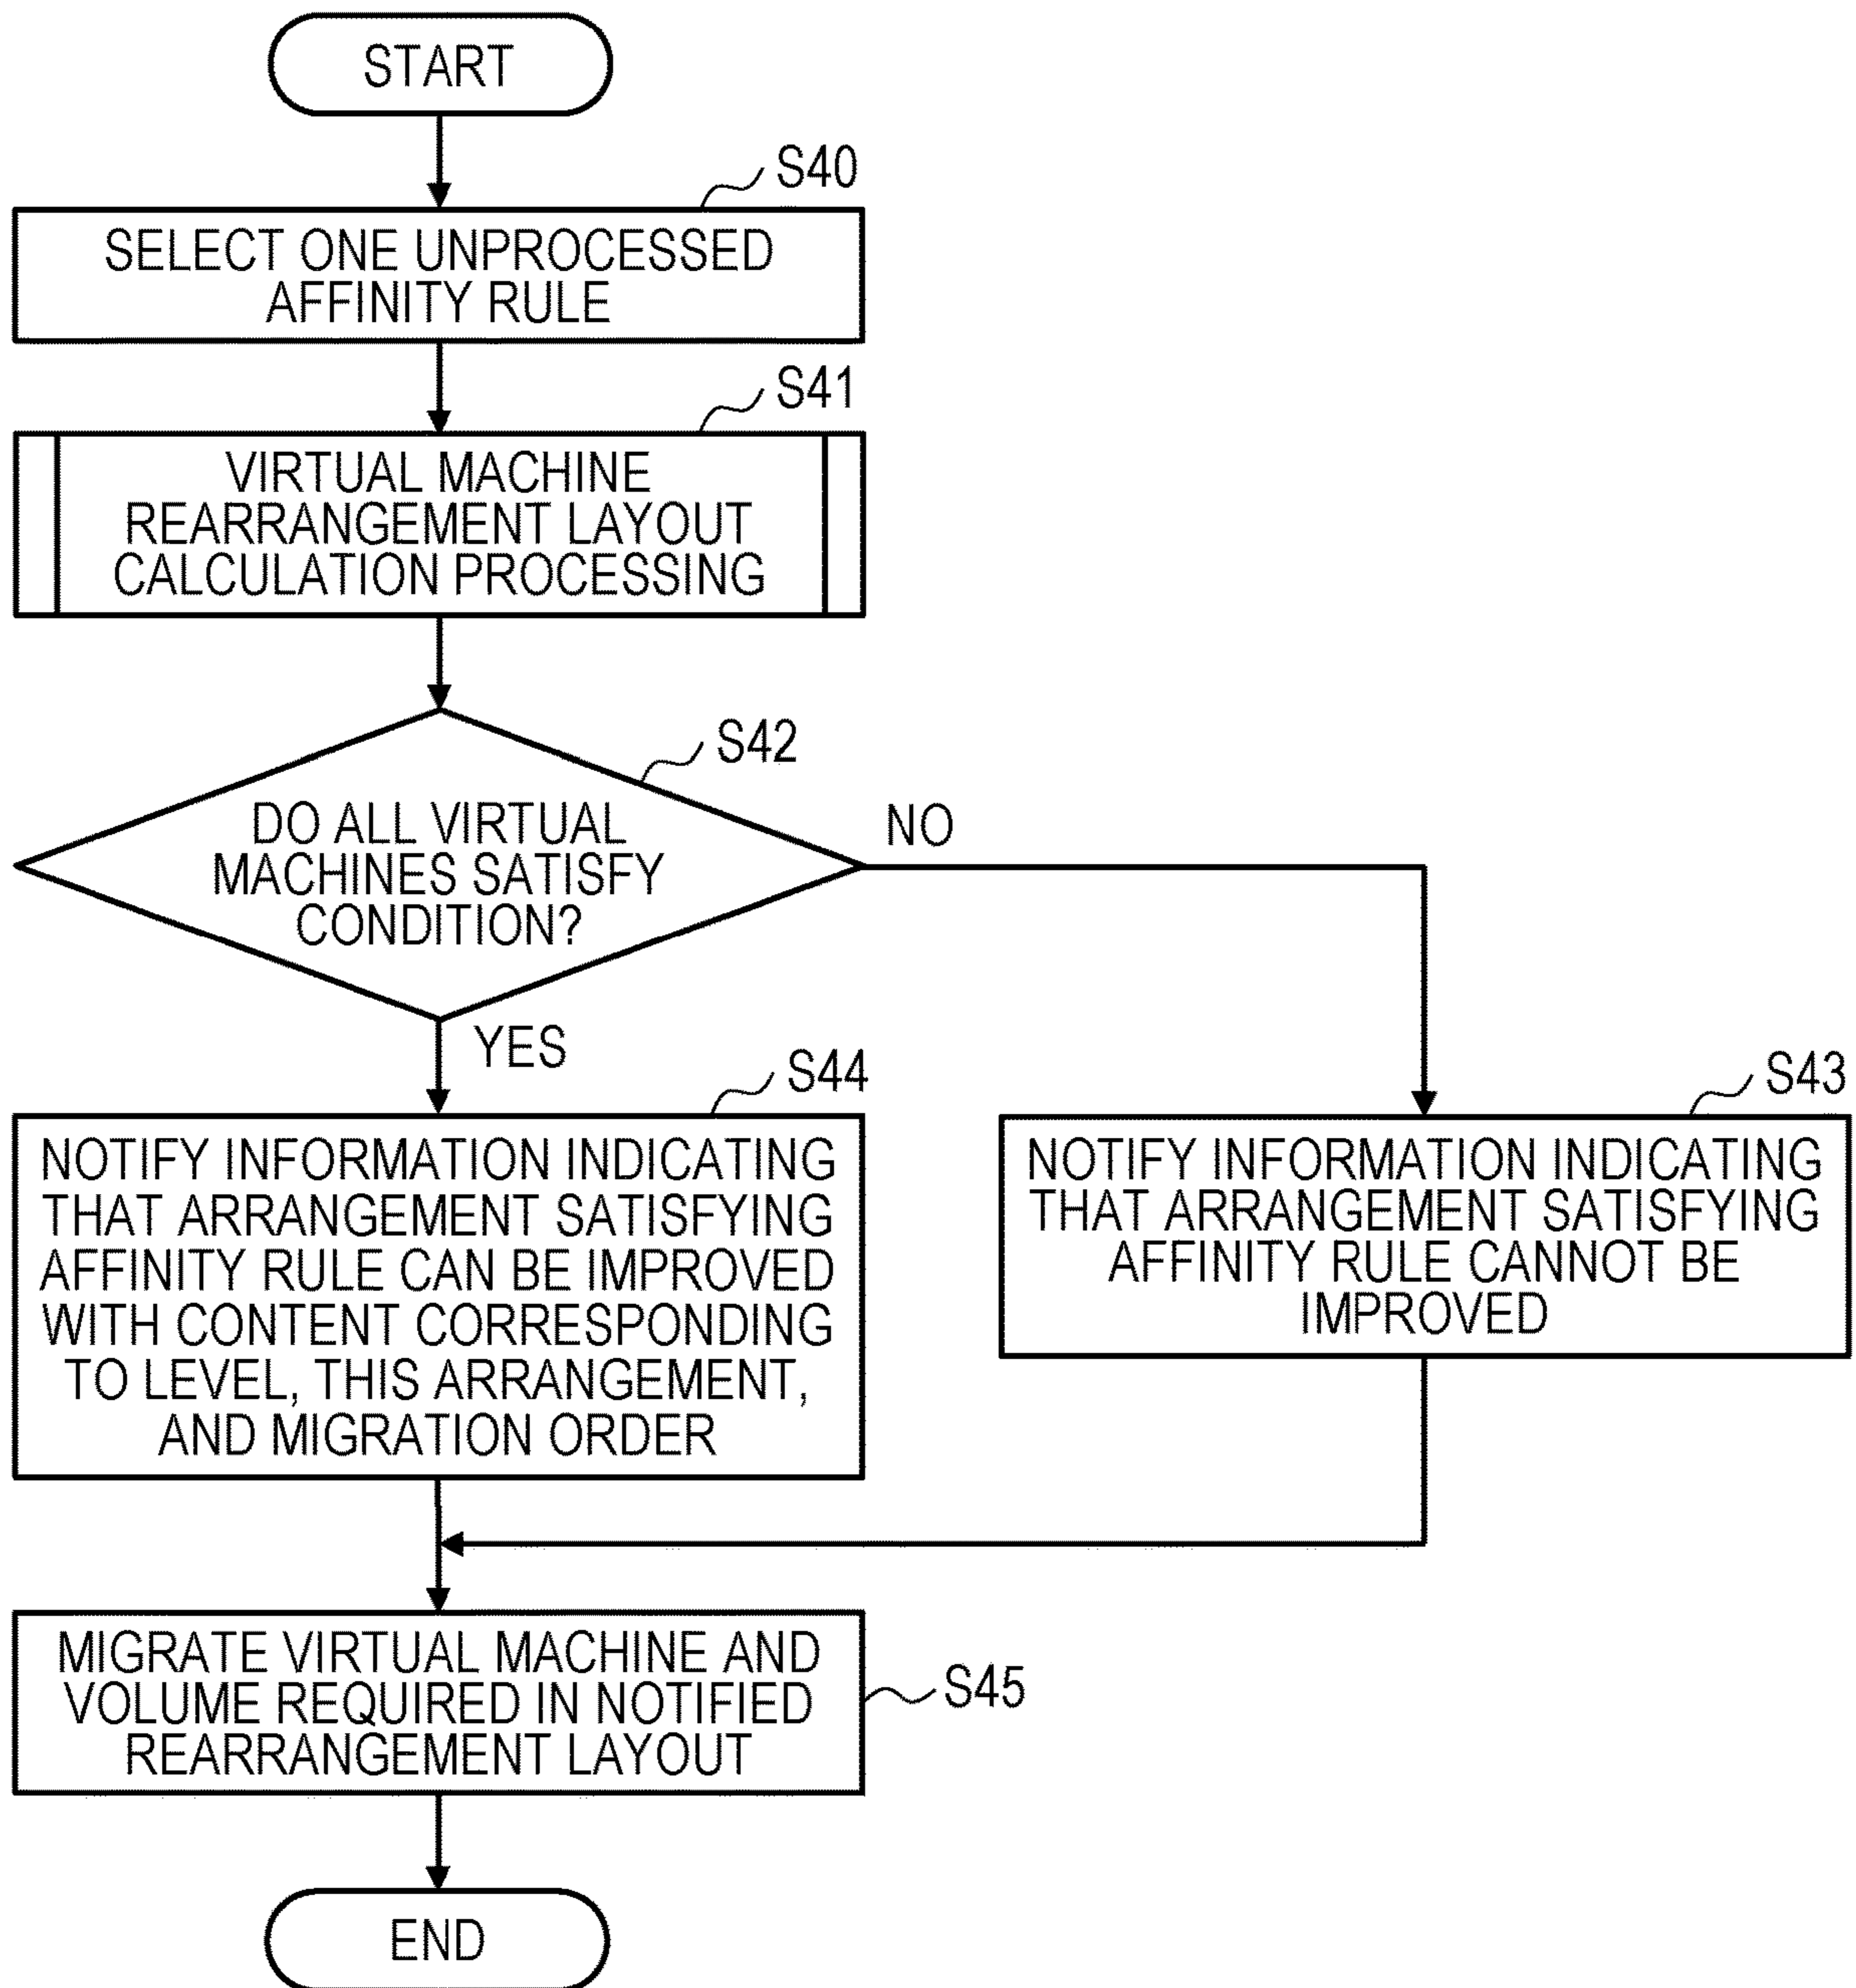 START
S40
SELECT ONE UNPROCESSED
AFFINITY RULE
S41
VIRTUAL MACHINE
REARRANGEMENT LAYOUT
CALCULATION PROCESSING
S42
DO ALL VIRTUAL
MACHINES SATISFY
CONDITION?
NO
YES
S44
NOTIFY INFORMATION INDICATING
THAT ARRANGEMENT SATISFYING
AFFINITY RULE CAN BE IMPROVED
WITH CONTENT CORRESPONDING
TO LEVEL, THIS ARRANGEMENT,
AND MIGRATION ORDER
S43
NOTIFY INFORMATION INDICATING
THAT ARRANGEMENT SATISFYING
AFFINITY RULE CANNOT BE
IMPROVED
MIGRATE VIRTUAL MACHINE AND
VOLUME REQUIRED IN NOTIFIED
REARRANGEMENT LAYOUT
S45
END